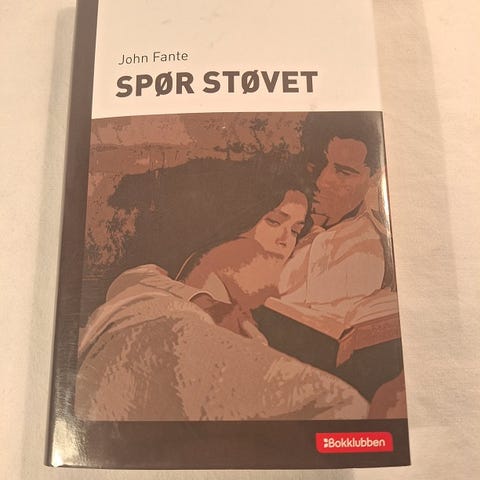 John Fante
SPØR STØVET
Bokklubben